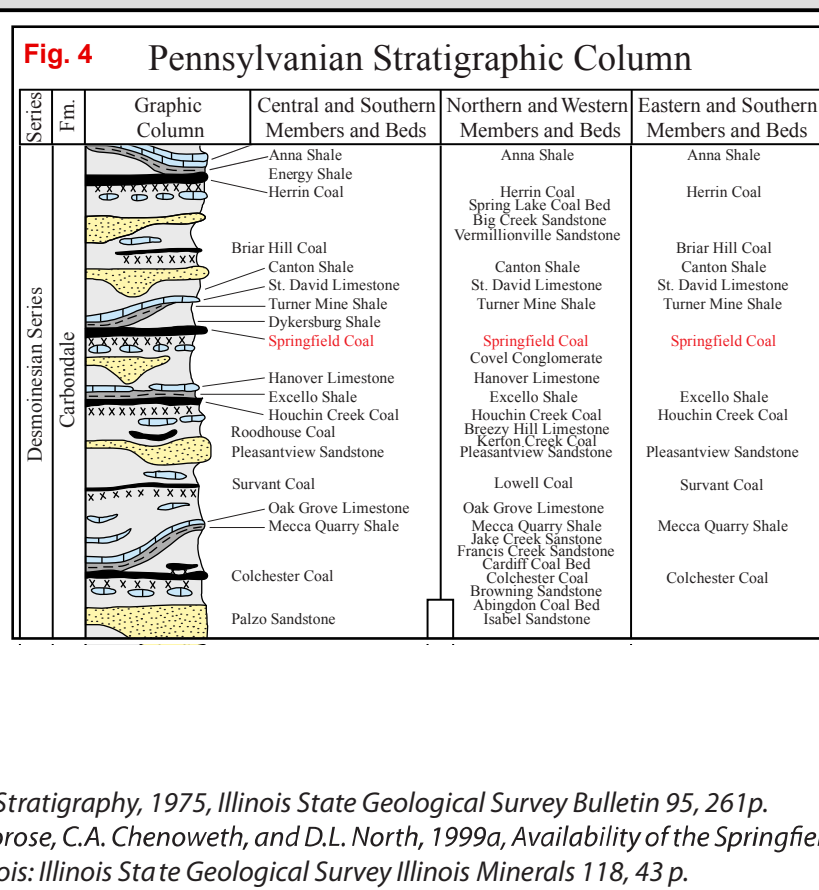 Fig. 4
Pennsylvanian Stratigraphic Column
Series
Fm.
Graphic
Column
Central and Southern
Members and Beds
Northern and Western
Members and Beds
Eastern and Southern
Members and Beds
Desmoinesian Series
Carbondale
Anna Shale
Energy Shale
Herrin Coal
Briar Hill Coal
Canton Shale
St. David Limestone
Turner Mine Shale
Dykersburg Shale
Springfield Coal
Hanover Limestone
Excello Shale
Houchin Creek Coal
Roodhouse Coal
Pleasantview Sandstone
Survant Coal
Oak Grove Limestone
Mecca Quarry Shale
Colchester Coal
Palzo Sandstone
Anna Shale
Herrin Coal
Spring Lake Coal Bed
Big Creek Sandstone
Vermillionville Sandstone
Canton Shale
St. David Limestone
Turner Mine Shale
Springfield Coal
Covel Conglomerate
Hanover Limestone
Excello Shale
Houchin Creek Coal
Breezy Hill Limestone
Kerton Creek Coal
Pleasantview Sandstone
Lowell Coal
Oak Grove Limestone
Mecca Quarry Shale
Jake Creek Sanstone
Francis Creek Sandstone
Cardiff Coal Bed
Colchester Coal
Browning Sandstone
Abingdon Coal Bed
Isabel Sandstone
Anna Shale
Herrin Coal
Briar Hill Coal
Canton Shale
St. David Limestone
Turner Mine Shale
Springfield Coal
Excello Shale
Houchin Creek Coal
Pleasantview Sandstone
Survant Coal
Mecca Quarry Shale
Colchester Coal
Stratigraphy, 1975, Illinois State Geological Survey Bulletin 95, 261p.
brose, C.A. Chenoweth, and D.L. North, 1999a, Availability of the Springfie
ois: Illinois State Geological Survey Illinois Minerals 118, 43 p.